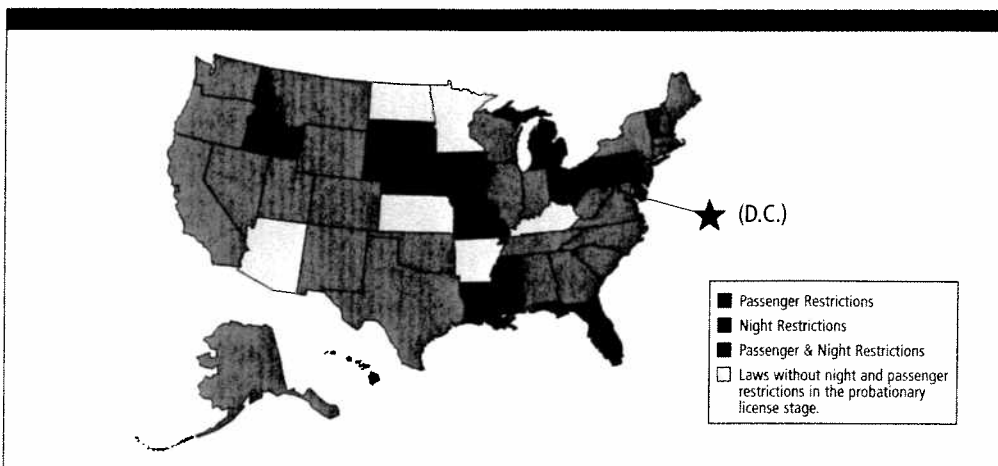 (D.C.)
Passenger Restrictions
Night Restrictions
Passenger & Night Restrictions
Laws without night and passenger
restrictions in the probationary
license stage.